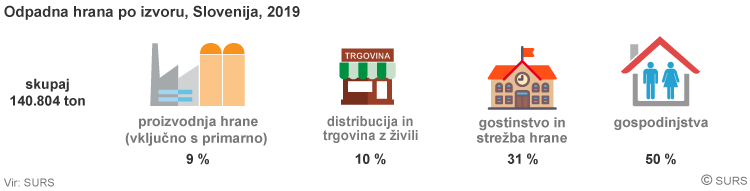 Odpadna hrana po izvoru, Slovenija, 2019
TRGOVINA
skupaj
140.804 ton
proizvodnja hrane
(vključno s primarno)
9 %
distribucija in
trgovina z živili
10 %
gostinstvo in
strežba hrane
31 %
gospodinjstva
50 %
Vir: SURS
© SURS